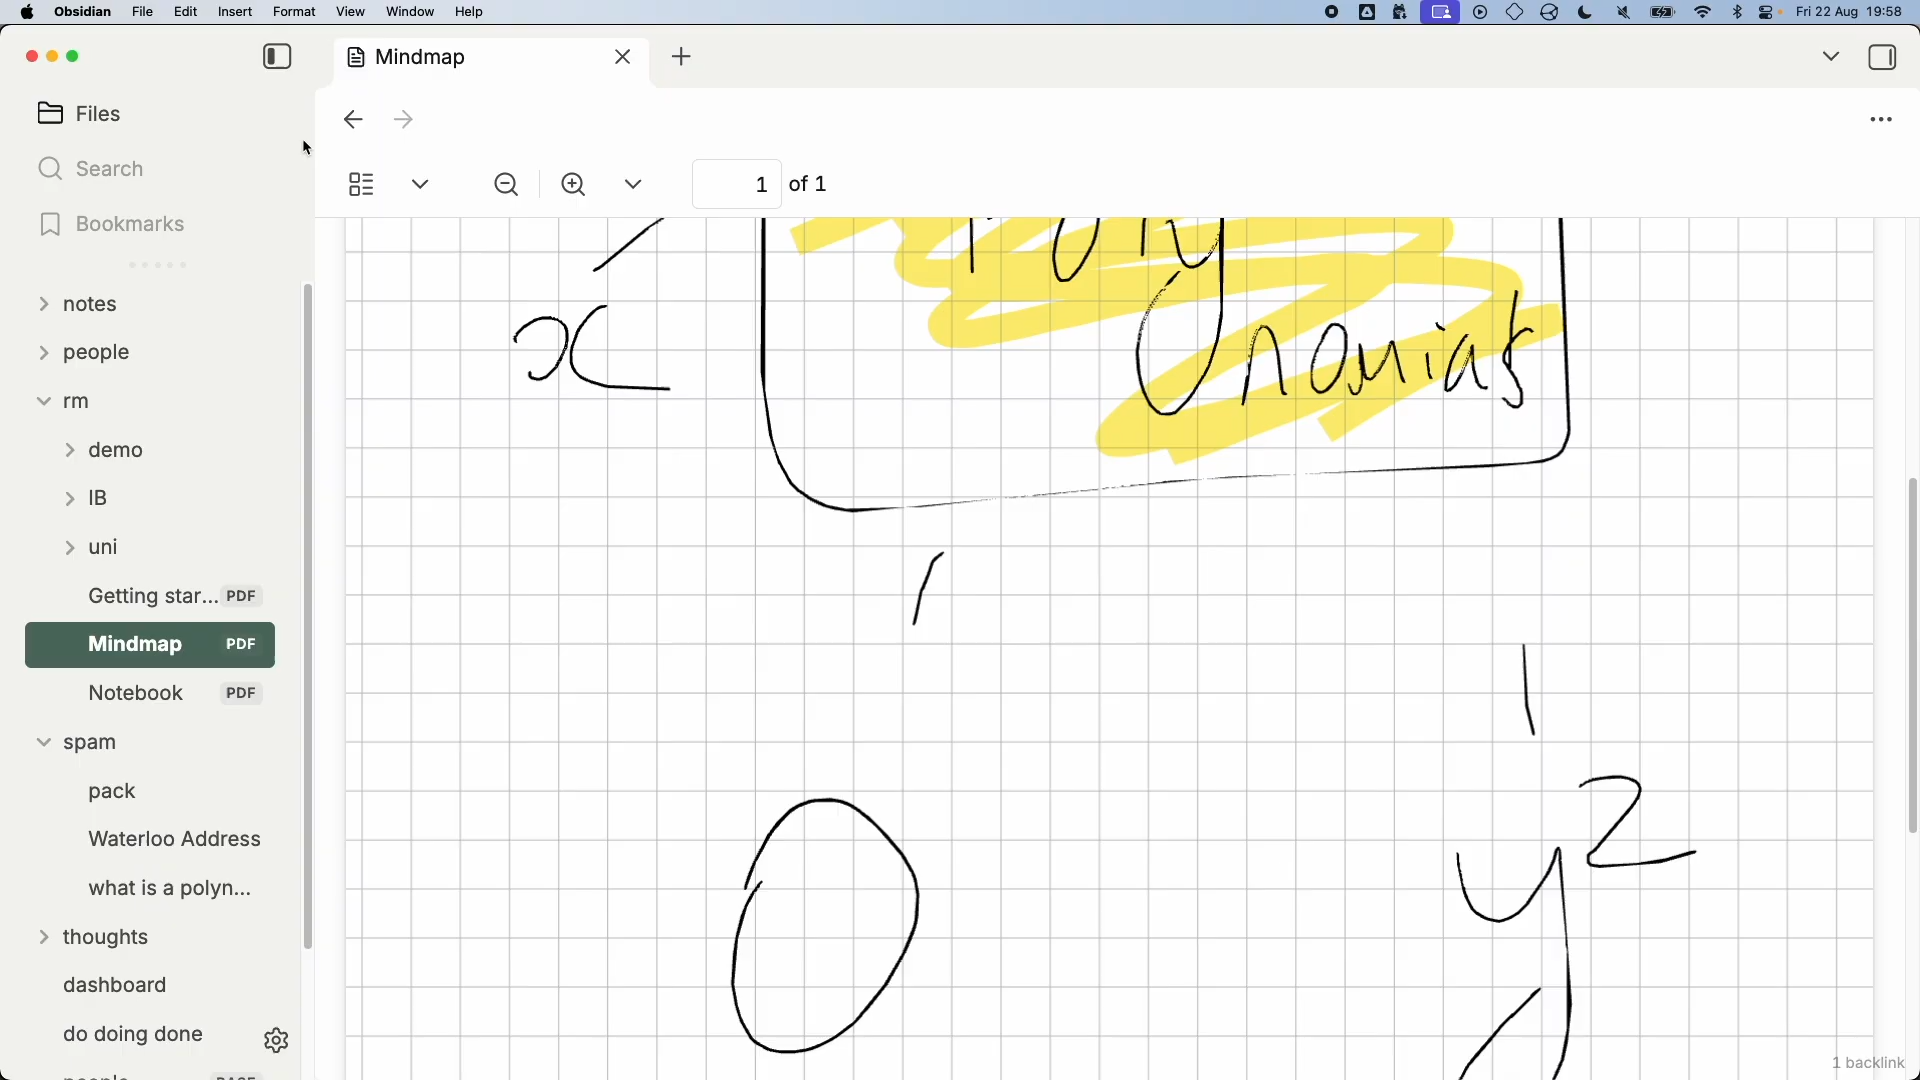 Obsidian File Edit Insert Format View Window Help Fri 22 Aug 19:58
Mindmap
Files
Search
Bookmarks
1 of 1
notes
people
rm
demo
IB
uni
Getting star... PDF
Mindmap PDF
Notebook PDF
spam
pack
Waterloo Address
what is a polyn...
thoughts
dashboard
do doing done
x
nomials
0
y²
1 backlink